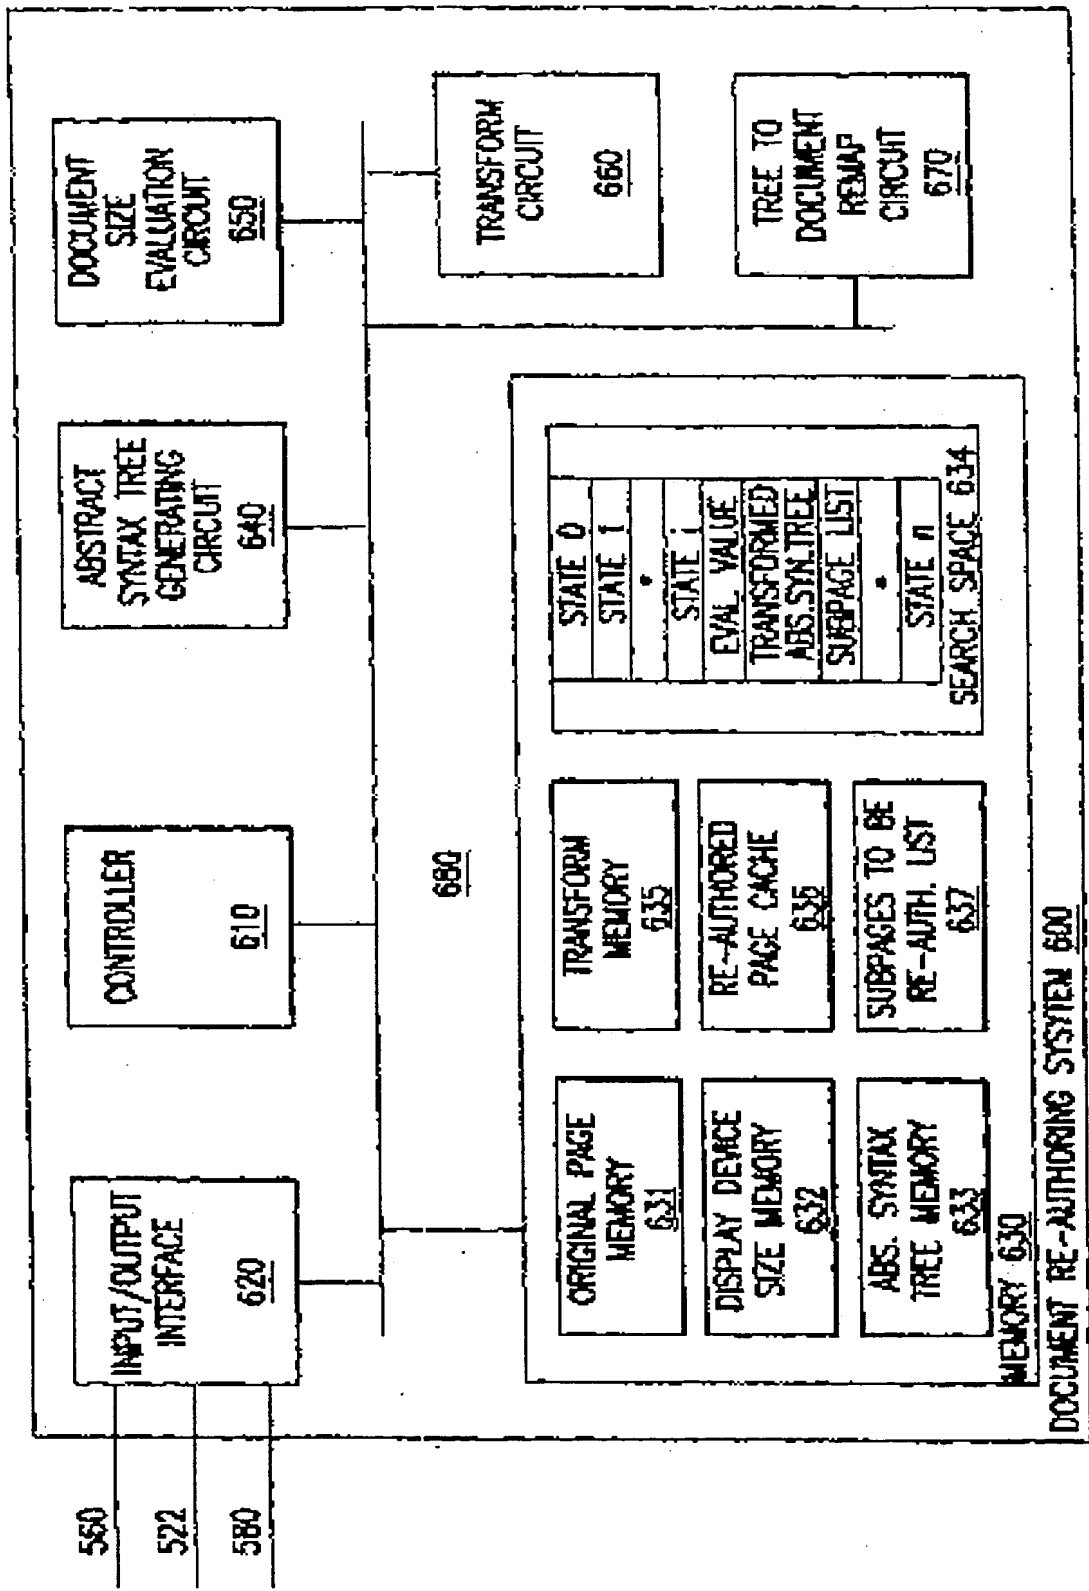 560
522
580
INPUT/OUTPUT
INTERFACE
620
CONTROLLER
610
ABSTRACT
SYNTAX TREE
GENERATING
CIRCUIT
640
DOCUMENT
SIZE
EVALUATION
CIRCUIT
650
TRANSFORM
CIRCUIT
660
TREE TO
DOCUMENT
REMAP
CIRCUIT
670
680
ORIGINAL PAGE
MEMORY
631
DISPLAY DEVICE
SIZE MEMORY
632
ABS. SYNTAX
TREE MEMORY
633
TRANSFORM
MEMORY
635
RE-AUTHORED
PAGE CACHE
636
SUBPAGES TO BE
RE-AUTH. LIST
637
STATE 0
STATE 1
•
STATE i
EVAL VALUE
TRANSFORMED
ABS.SYN.TREE
SUBPAGE LIST
•
STATE n
SEARCH SPACE 634
MEMORY 630
DOCUMENT RE-AUTHORING SYSYTEM 600